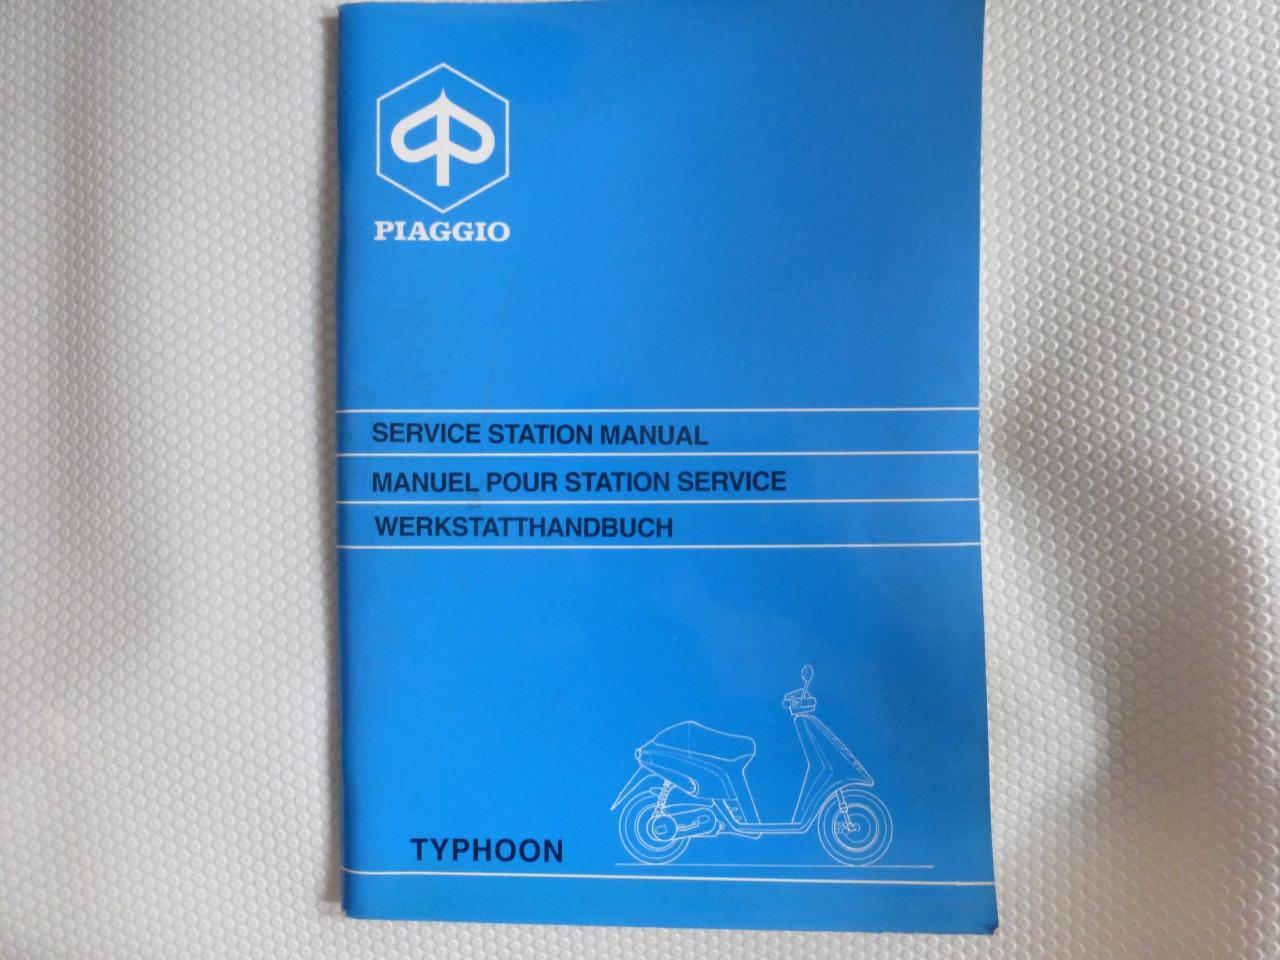 PIAGGIO
SERVICE STATION MANUAL
MANUEL POUR STATION SERVICE
WERKSTATTHANDBUCH
TYPHOON